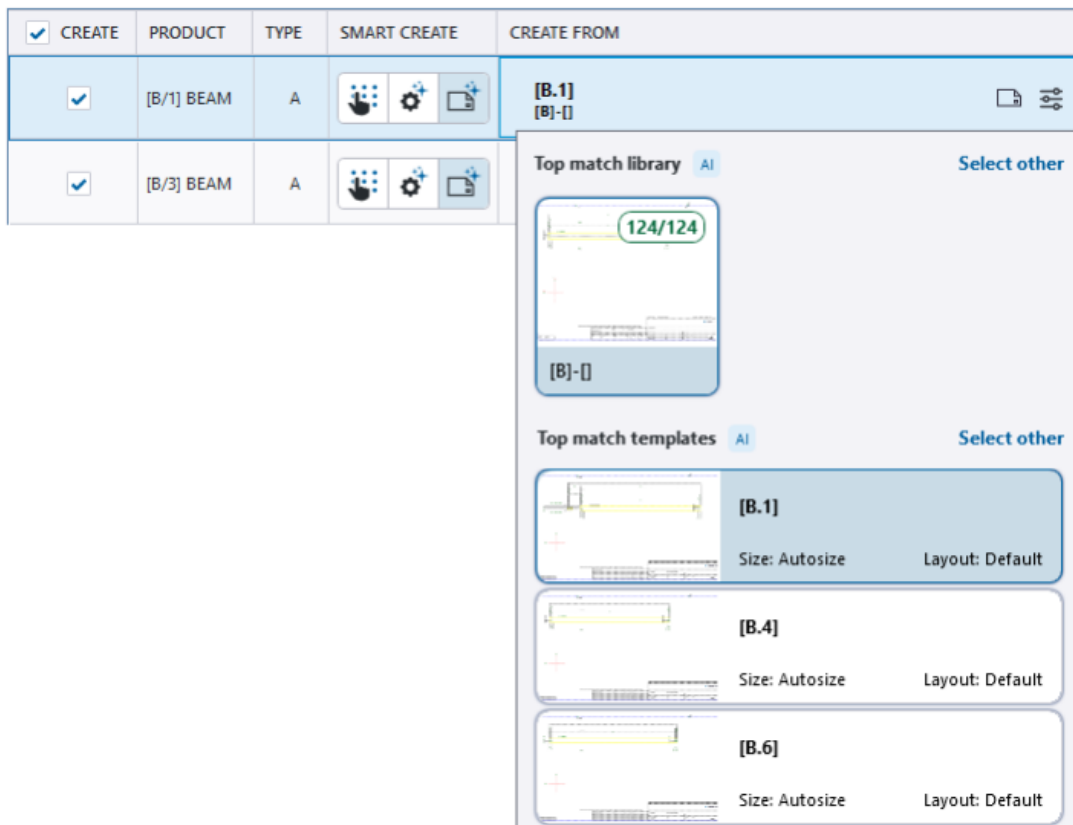 CREATE PRODUCT TYPE SMART CREATE CREATE FROM
[B/1] BEAM A [B.1]
[B]-[]
[B/3] BEAM A
Top match library AI Select other
124/124
[B]-[]
Top match templates AI Select other
[B.1]
Size: Autosize Layout: Default
[B.4]
Size: Autosize Layout: Default
[B.6]
Size: Autosize Layout: Default